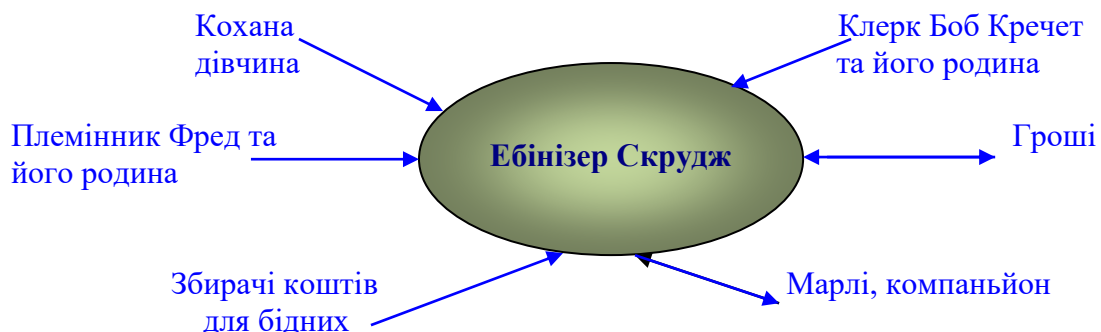 Кохана
дівчина
Клерк Боб Кречет
та його родина
Племінник Фред та
його родина
Ебінізер Скрудж
Гроші
Збирачі коштів
для бідних
Марлі, компаньйон